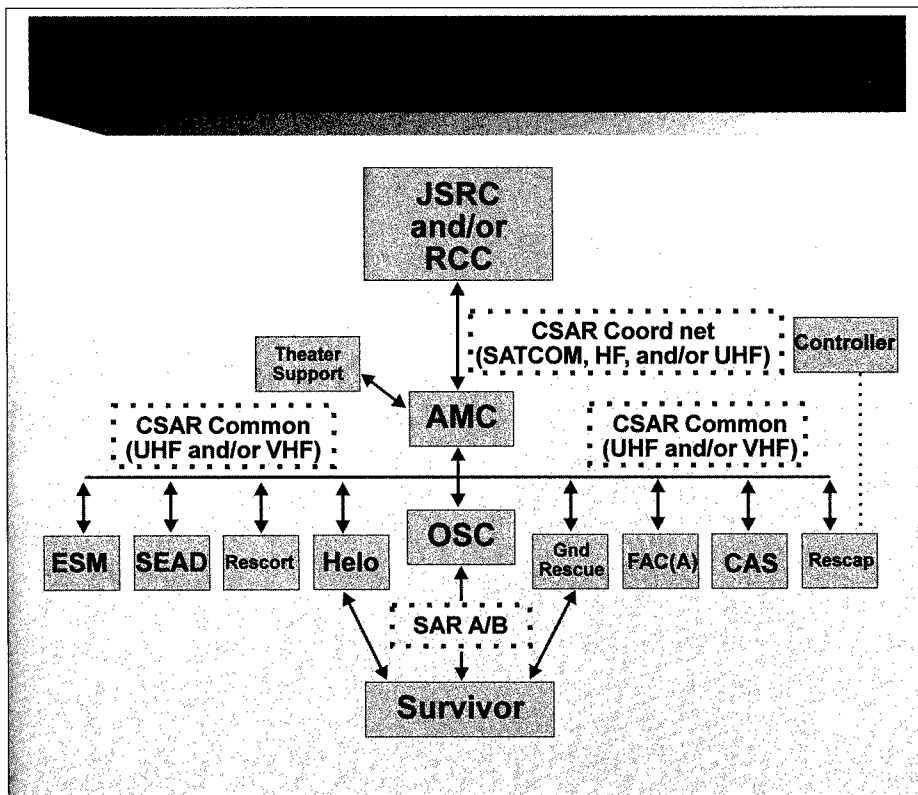 JSRC
and/or
RCC
CSAR Coord net
(SATCOM, HF, and/or UHF)
Controller
Theater
Support
AMC
CSAR Common
(UHF and/or VHF)
CSAR Common
(UHF and/or VHF)
ESM
SEAD
Rescort
Helo
OSC
Gnd
Rescue
FAC(A)
CAS
Rescap
SAR A/B
Survivor